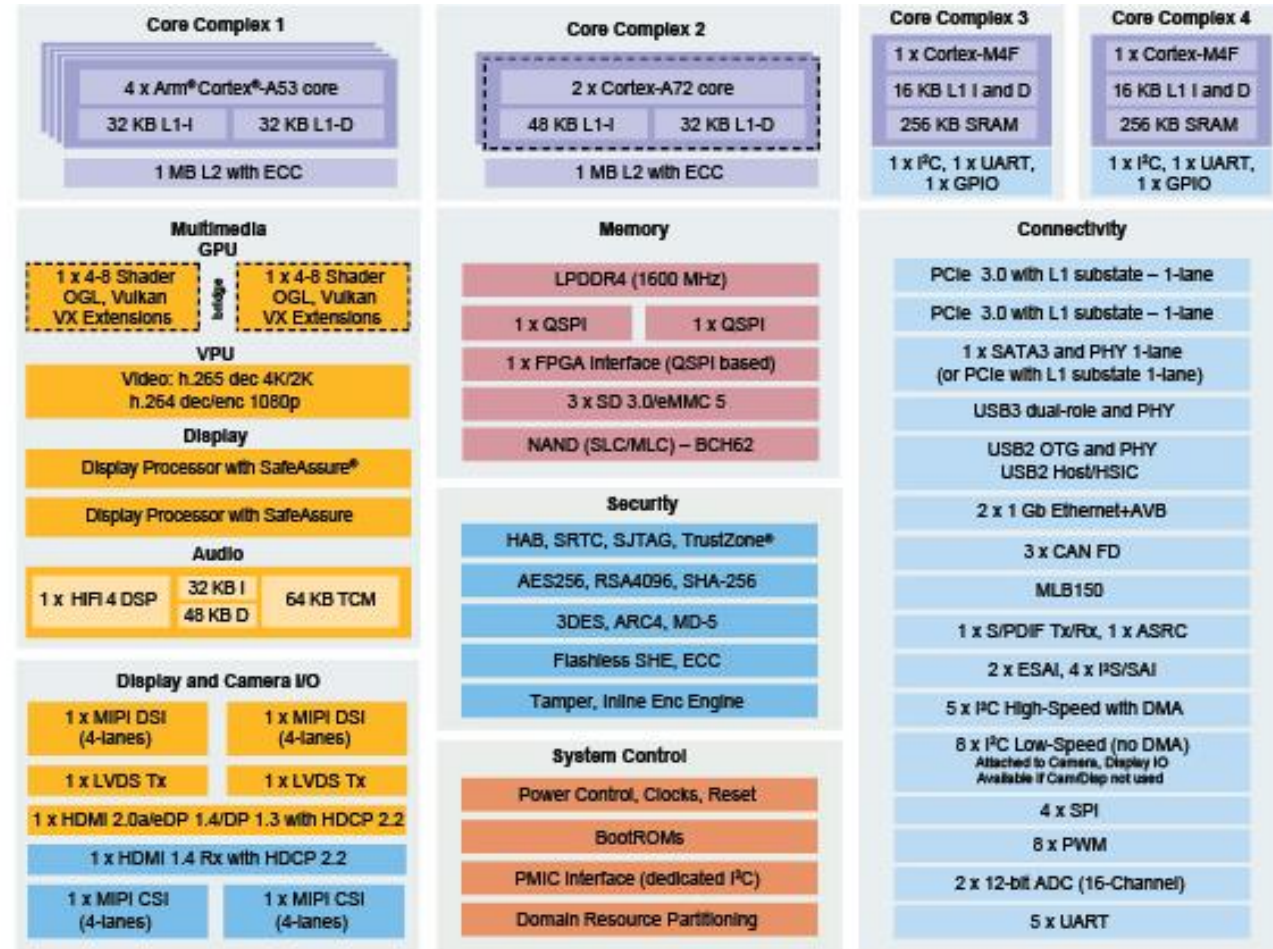 Core Complex 1
4 x Arm® Cortex®-A53 core
32 KB L1-I
32 KB L1-D
1 MB L2 with ECC
Core Complex 2
2 x Cortex-A72 core
48 KB L1-I
32 KB L1-D
1 MB L2 with ECC
Core Complex 3
1 x Cortex-M4F
16 KB L1 I and D
256 KB SRAM
1 x I²C, 1 x UART,
1 x GPIO
Core Complex 4
1 x Cortex-M4F
16 KB L1 I and D
256 KB SRAM
1 x I²C, 1 x UART,
1 x GPIO
Multimedia
GPU
1 x 4-8 Shader
OGL, Vulkan
VX Extensions
bridge
1 x 4-8 Shader
OGL, Vulkan
VX Extensions
VPU
Video: h.265 dec 4K/2K
h.264 dec/enc 1080p
Display
Display Processor with SafeAssure®
Display Processor with SafeAssure
Audio
1 x HIFI 4 DSP
32 KB I
48 KB D
64 KB TCM
Display and Camera I/O
1 x MIPI DSI
(4-lanes)
1 x MIPI DSI
(4-lanes)
1 x LVDS Tx
1 x LVDS Tx
1 x HDMI 2.0a/eDP 1.4/DP 1.3 with HDCP 2.2
1 x HDMI 1.4 Rx with HDCP 2.2
1 x MIPI CSI
(4-lanes)
1 x MIPI CSI
(4-lanes)
Memory
LPDDR4 (1600 MHz)
1 x QSPI
1 x QSPI
1 x FPGA Interface (QSPI based)
3 x SD 3.0/eMMC 5
NAND (SLC/MLC) – BCH62
Security
HAB, SRTC, SJTAG, TrustZone®
AES256, RSA4096, SHA-256
3DES, ARC4, MD-5
Flashless SHE, ECC
Tamper, Inline Enc Engine
System Control
Power Control, Clocks, Reset
BootROMs
PMIC Interface (dedicated I²C)
Domain Resource Partitioning
Connectivity
PCIe 3.0 with L1 substate – 1-lane
PCIe 3.0 with L1 substate – 1-lane
1 x SATA3 and PHY 1-lane
(or PCIe with L1 substate 1-lane)
USB3 dual-role and PHY
USB2 OTG and PHY
USB2 Host/HSIC
2 x 1 Gb Ethernet+AVB
3 x CAN FD
MLB150
1 x S/PDIF Tx/Rx, 1 x ASRC
2 x ESAI, 4 x I²S/SAI
5 x I²C High-Speed with DMA
8 x I²C Low-Speed (no DMA)
Attached to Camera, Display IO
Available if Cam/Disp not used
4 x SPI
8 x PWM
2 x 12-bit ADC (16-Channel)
5 x UART